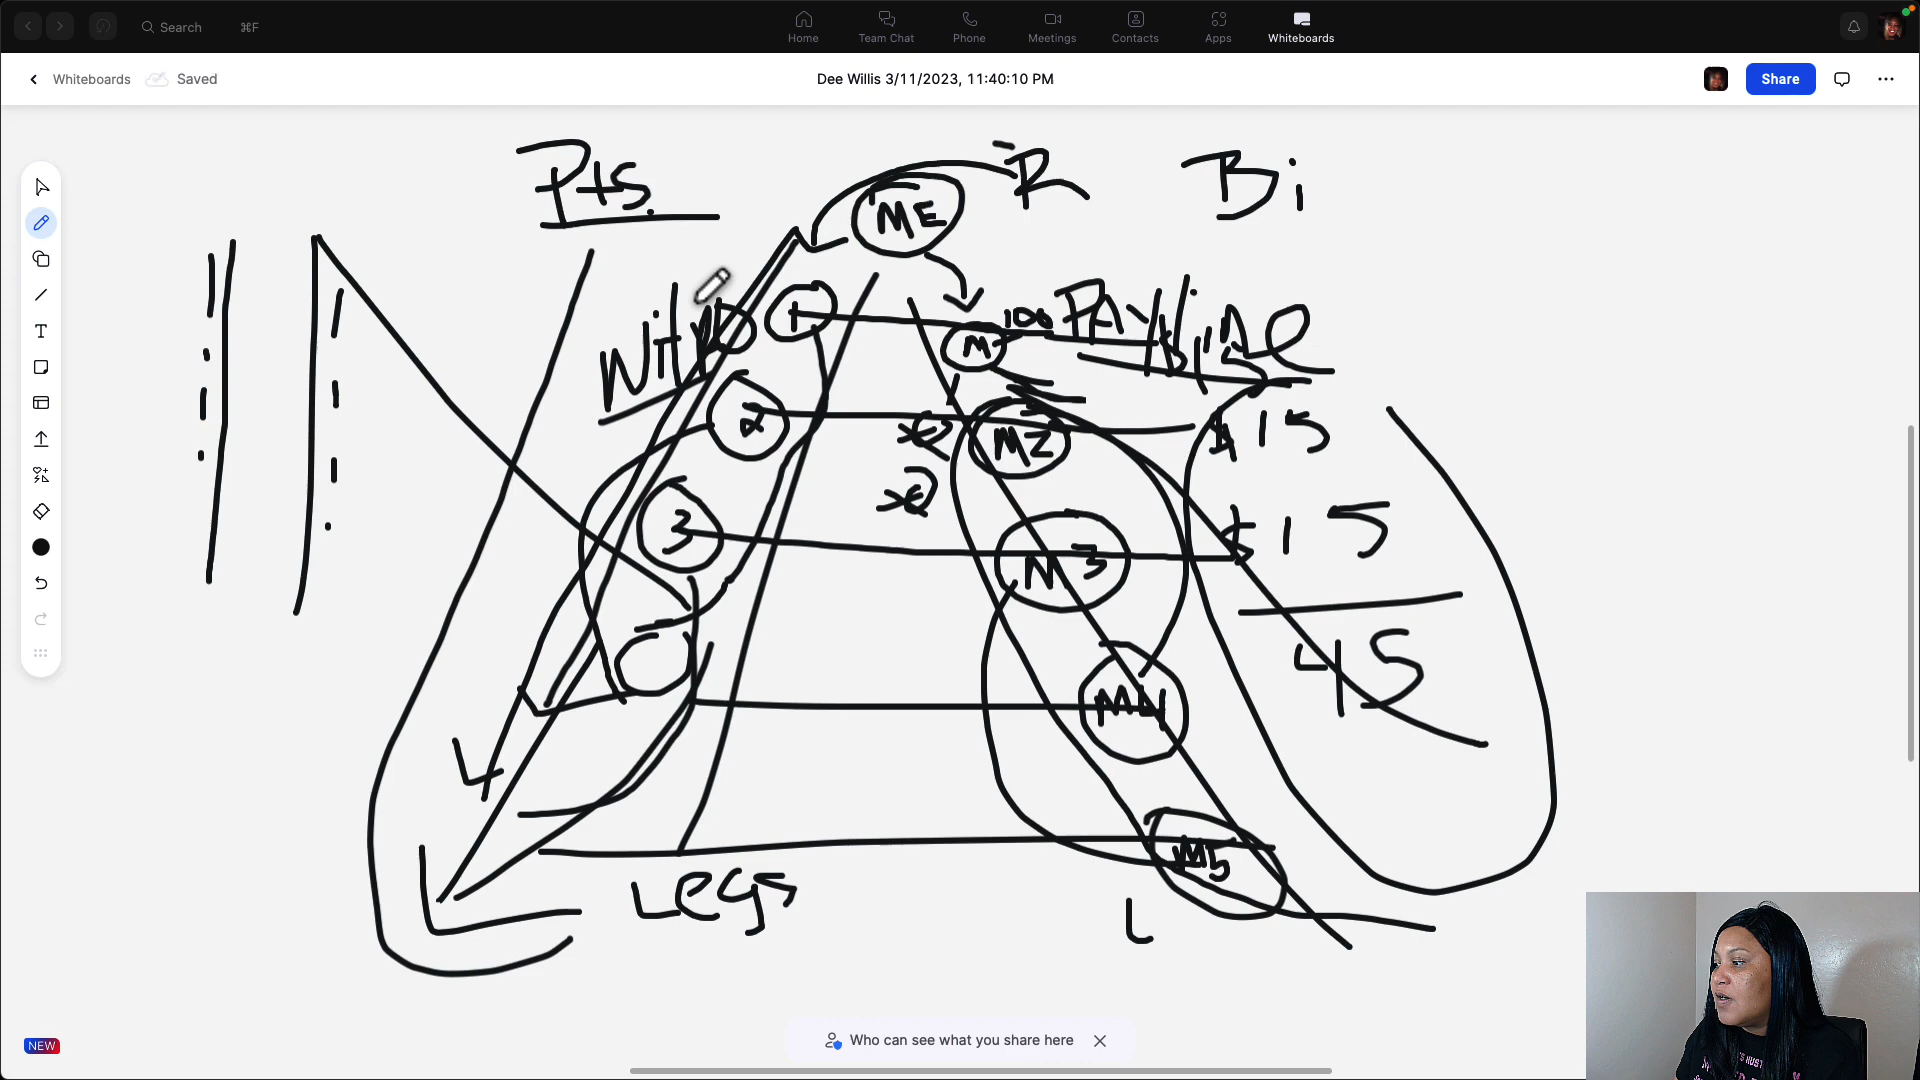 Search ⌘F
Home
Team Chat
Phone
Meetings
Contacts
Apps
Whiteboards
Whiteboards
Saved
Dee Willis 3/11/2023, 11:40:10 PM
Share
T
Pts.
R
Bi
ME
1
M
100
2
M2
$15
3
M3
15
45
M4
M5
Legs
L
NEW
Who can see what you share here